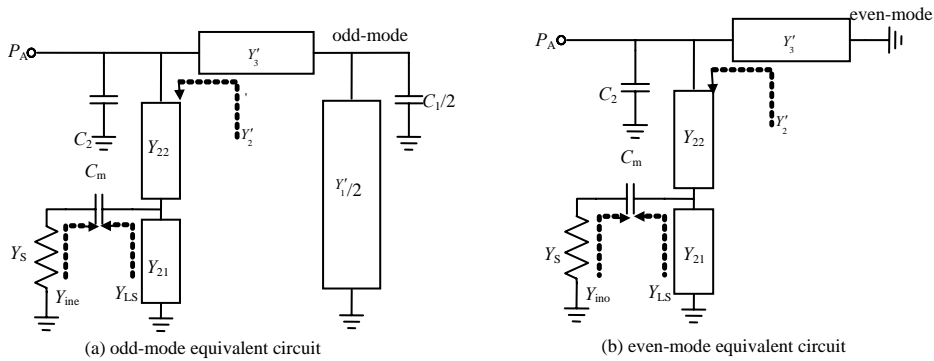 odd-mode
P_A
Y'_3
C_2
Y_22
Y'_2
C_1/2
C_m
Y'_1/2
Y_S
Y_21
Y_ine
Y_LS
(a) odd-mode equivalent circuit
even-mode
P_A
Y'_3
C_2
Y_22
Y'_2
C_m
Y_S
Y_21
Y_ino
Y_LS
(b) even-mode equivalent circuit